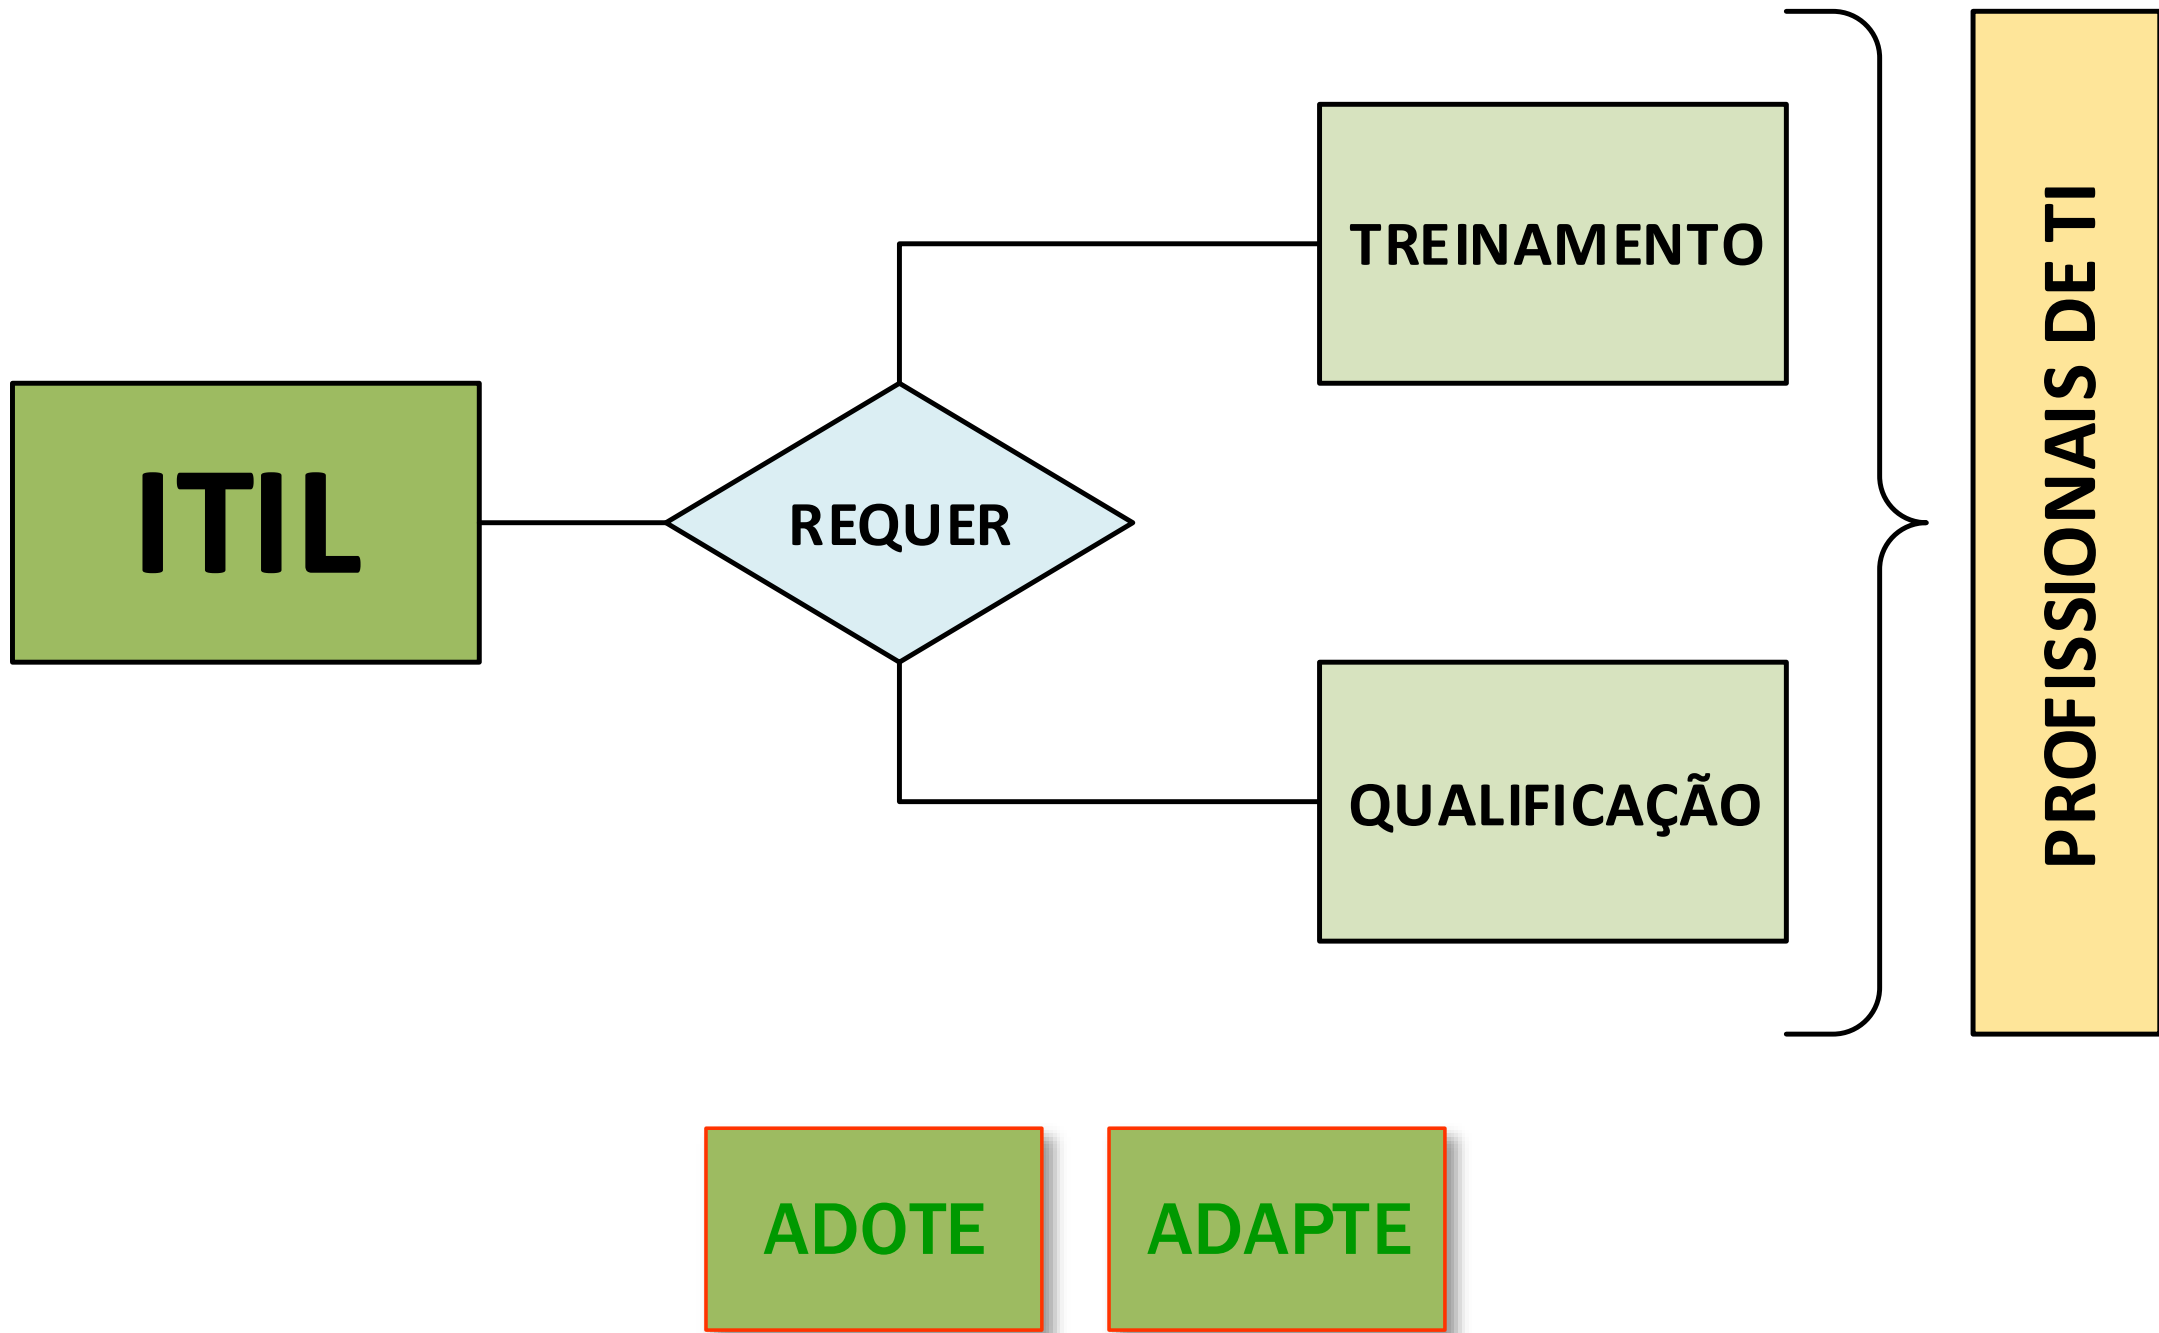 ITIL
REQUER
TREINAMENTO
QUALIFICAÇÃO
PROFISSIONAIS DE TI
ADOTE
ADAPTE